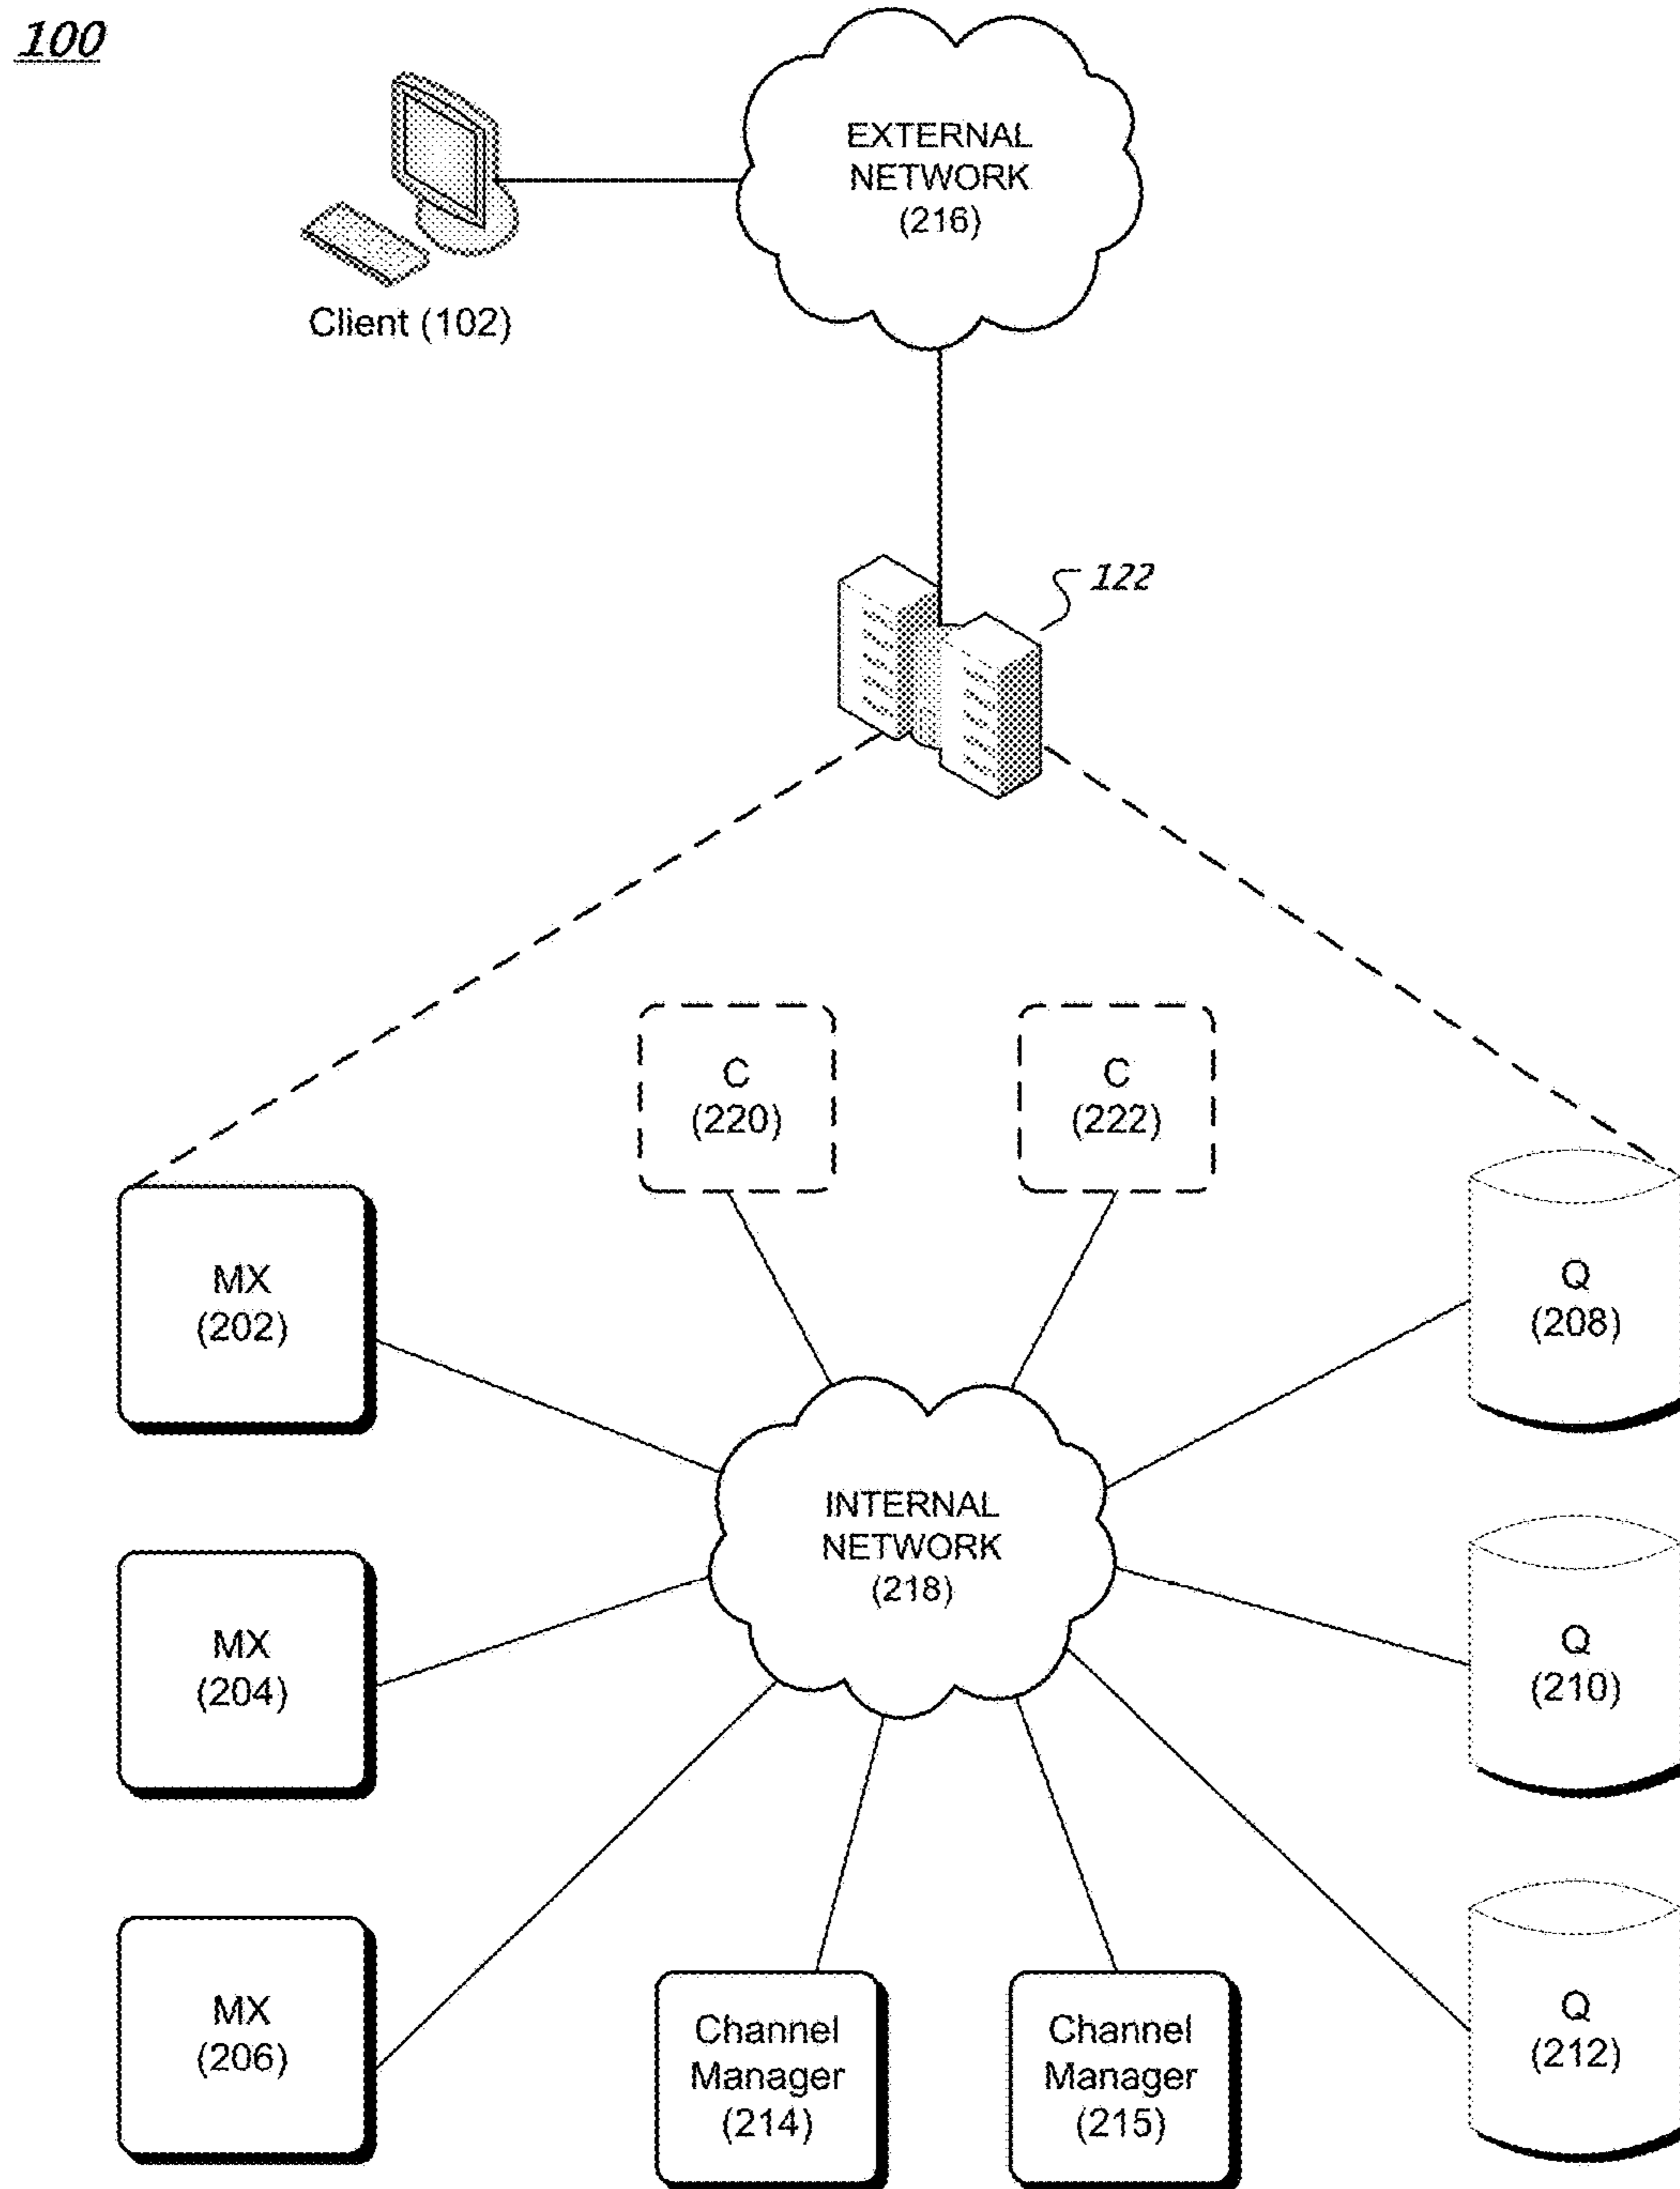 100
EXTERNAL
NETWORK
(216)
Client (102)
122
C
(220)
C
(222)
MX
(202)
Q
(208)
INTERNAL
NETWORK
(218)
MX
(204)
Q
(210)
MX
(206)
Channel
Manager
(214)
Channel
Manager
(215)
Q
(212)